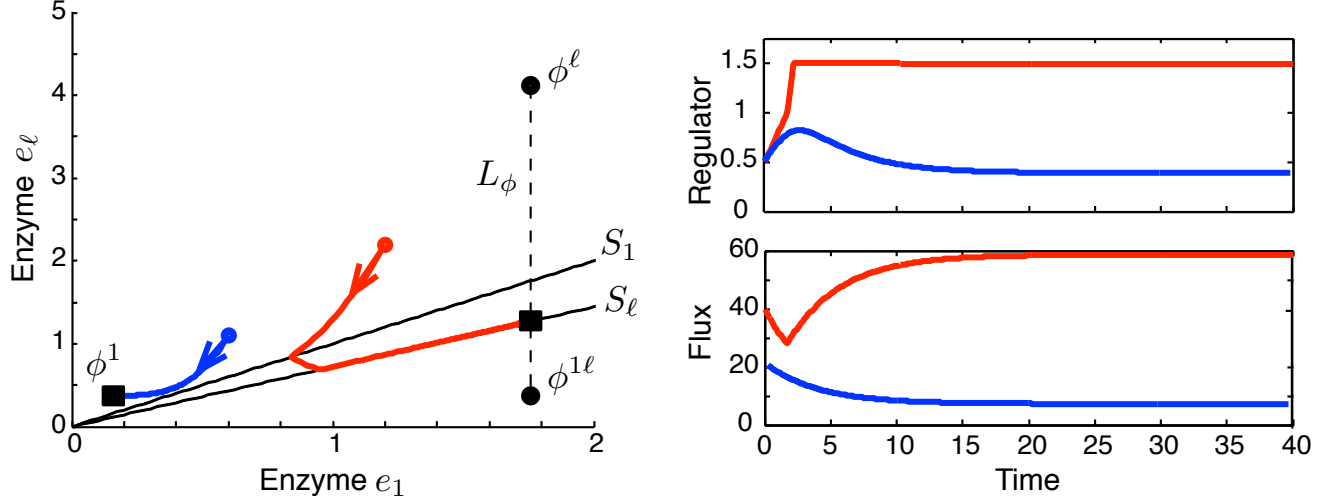 5
4
3
2
1
0
Enzyme e_ℓ
ϕ^ℓ
L_ϕ
S_1
S_ℓ
ϕ^1
ϕ^{1ℓ}
0
1
2
Enzyme e_1
1.5
1
0.5
0
Regulator
60
40
20
0
Flux
0 5 10 15 20 25 30 35 40
Time